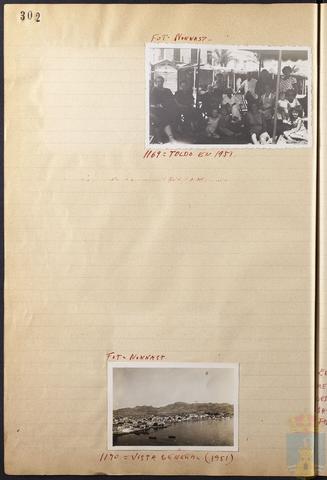 302
FOT- NONNAST-
1169= TOLDO EN 1951.
FOT- NONNAST
1170= VISTA GENERAL (1951)